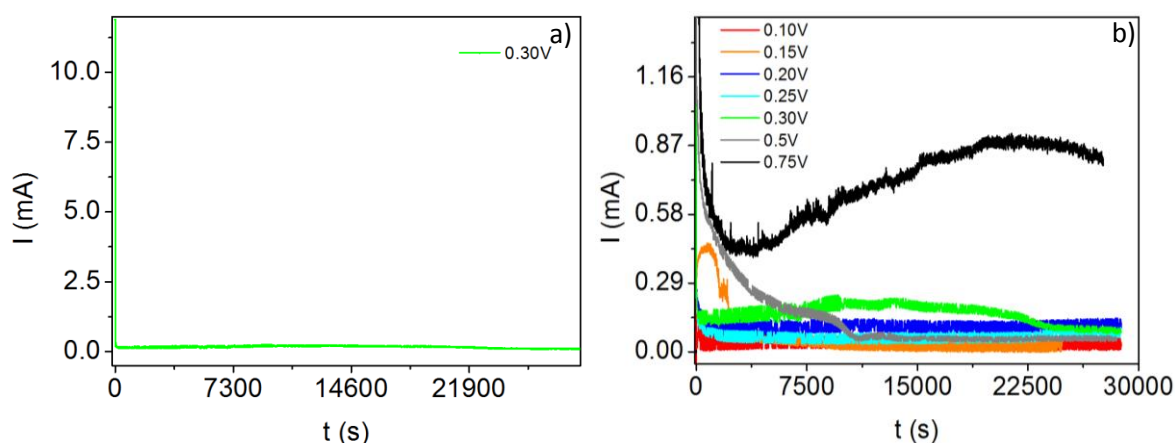 a)
0.30V
10.0
7.5
5.0
2.5
0.0
I (mA)
0 7300 14600 21900
t (s)
b)
0.10V
0.15V
0.20V
0.25V
0.30V
0.5V
0.75V
1.16
0.87
0.58
0.29
0.00
I (mA)
0 7500 15000 22500 30000
t (s)